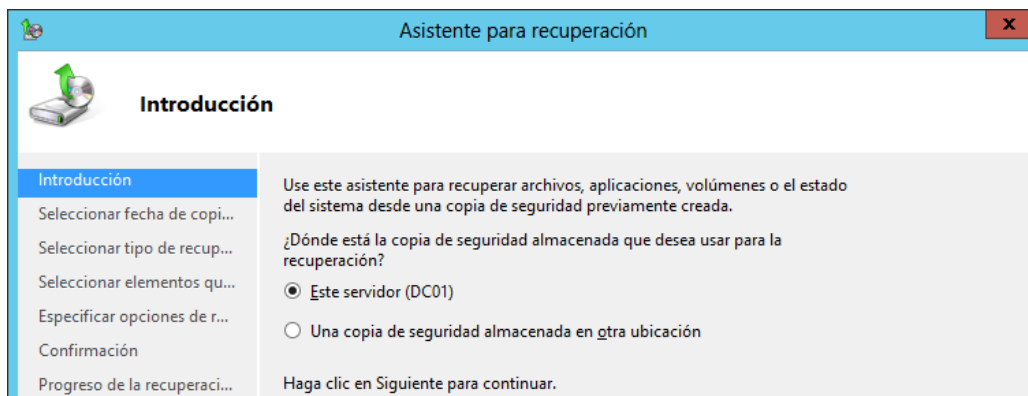 Asistente para recuperación
x
Introducción
Introducción
Seleccionar fecha de copi...
Seleccionar tipo de recup...
Seleccionar elementos qu...
Especificar opciones de r...
Confirmación
Progreso de la recuperaci...
Use este asistente para recuperar archivos, aplicaciones, volúmenes o el estado
del sistema desde una copia de seguridad previamente creada.
¿Dónde está la copia de seguridad almacenada que desea usar para la
recuperación?
Este servidor (DC01)
Una copia de seguridad almacenada en otra ubicación
Haga clic en Siguiente para continuar.